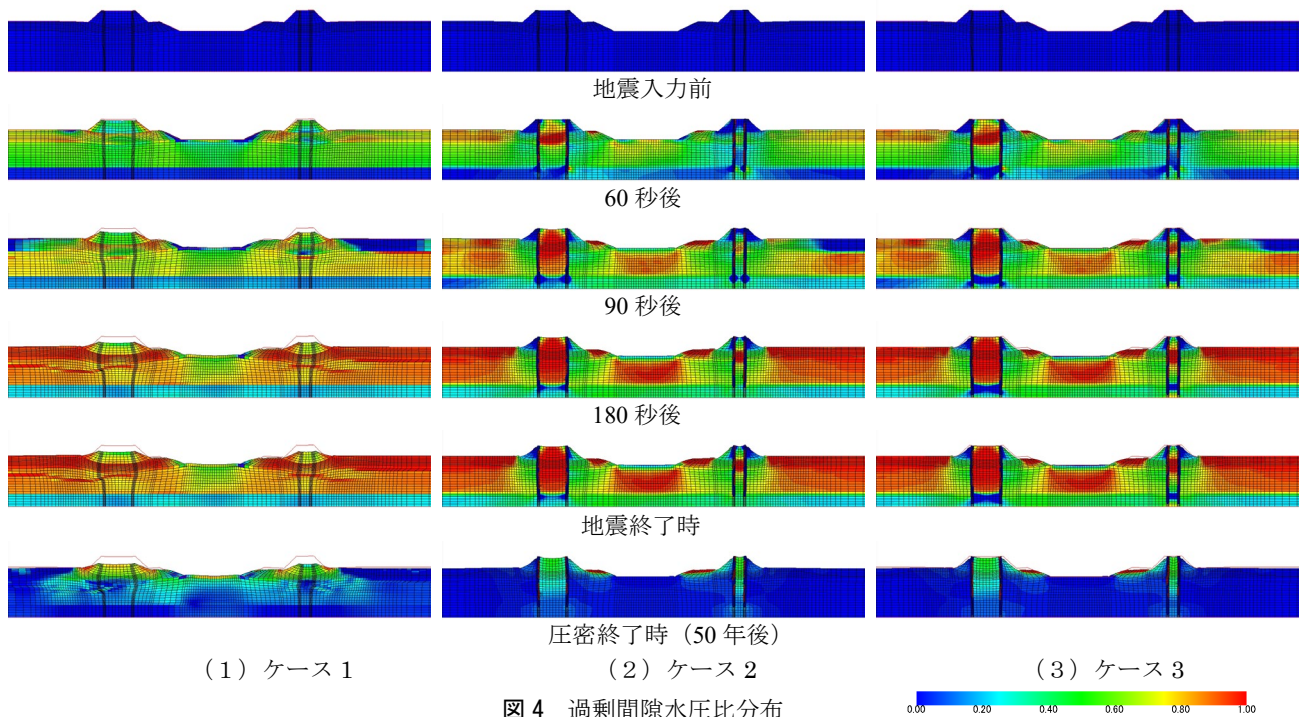 地震入力前
60 秒後
90 秒後
180 秒後
地震終了時
圧密終了時（50 年後）
（1）ケース 1
（2）ケース 2
（3）ケース 3
図 4　過剰間隙水圧比分布
0.00 0.20 0.40 0.60 0.80 1.00